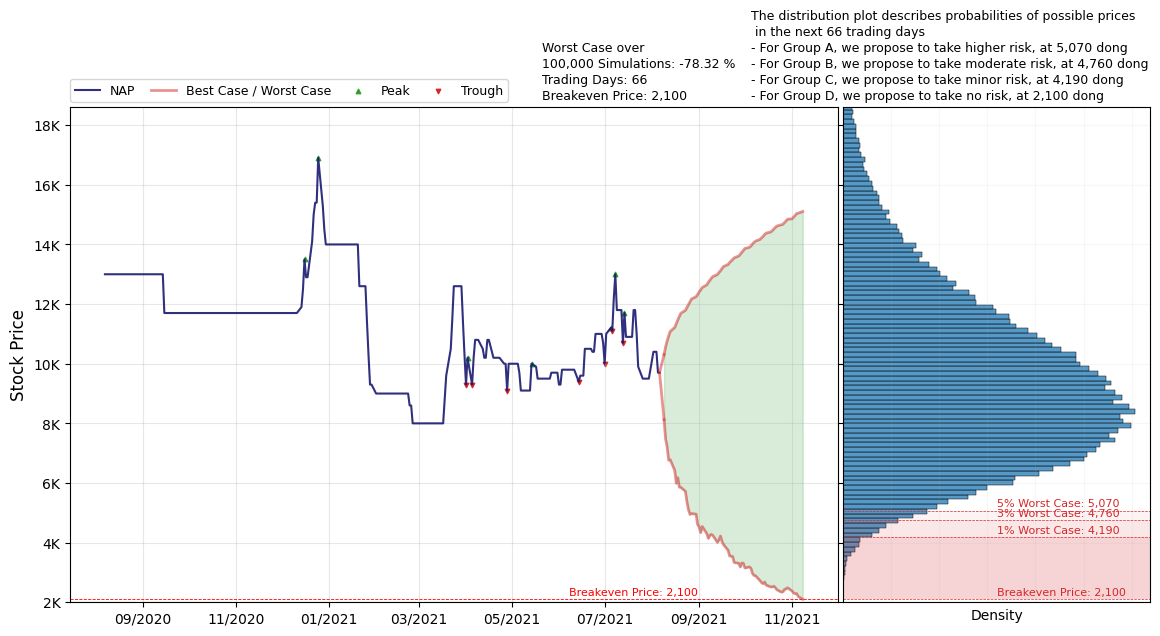 The distribution plot describes probabilities of possible prices
in the next 66 trading days
- For Group A, we propose to take higher risk, at 5,070 dong
- For Group B, we propose to take moderate risk, at 4,760 dong
- For Group C, we propose to take minor risk, at 4,190 dong
- For Group D, we propose to take no risk, at 2,100 dong
Worst Case over
100,000 Simulations: -78.32 %
Trading Days: 66
Breakeven Price: 2,100
NAP
Best Case / Worst Case
Peak
Trough
Stock Price
18K
16K
14K
12K
10K
8K
6K
4K
2K
09/2020
11/2020
01/2021
03/2021
05/2021
07/2021
09/2021
11/2021
Breakeven Price: 2,100
5% Worst Case: 5,070
3% Worst Case: 4,760
1% Worst Case: 4,190
Breakeven Price: 2,100
Density